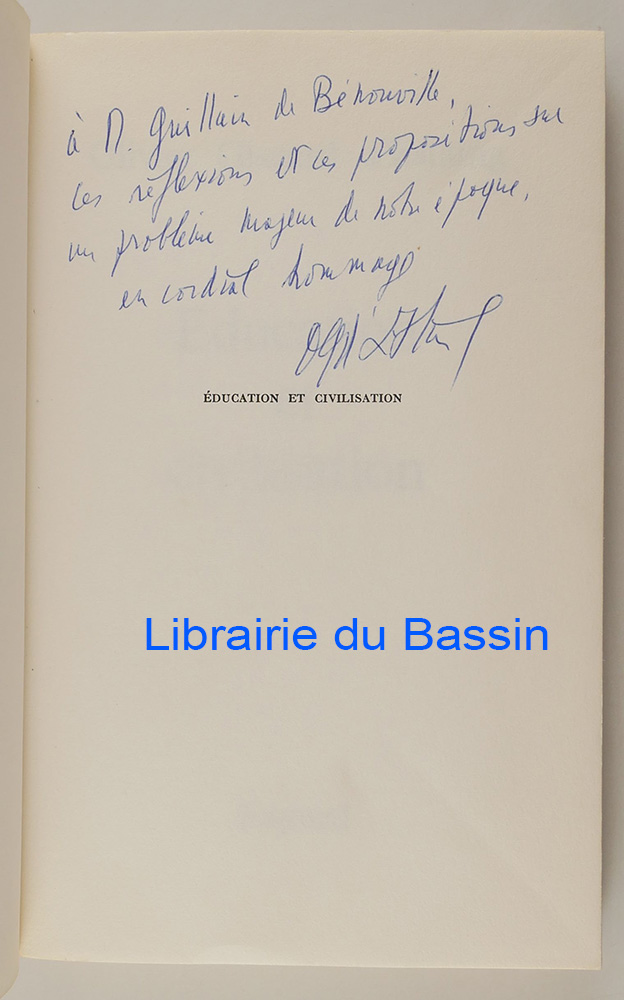 à M. Guillain de Bénouville,
ces réflexions et ces propositions sur
un problème majeur de notre époque,
en cordial hommage
ÉDUCATION ET CIVILISATION
Librairie du Bassin